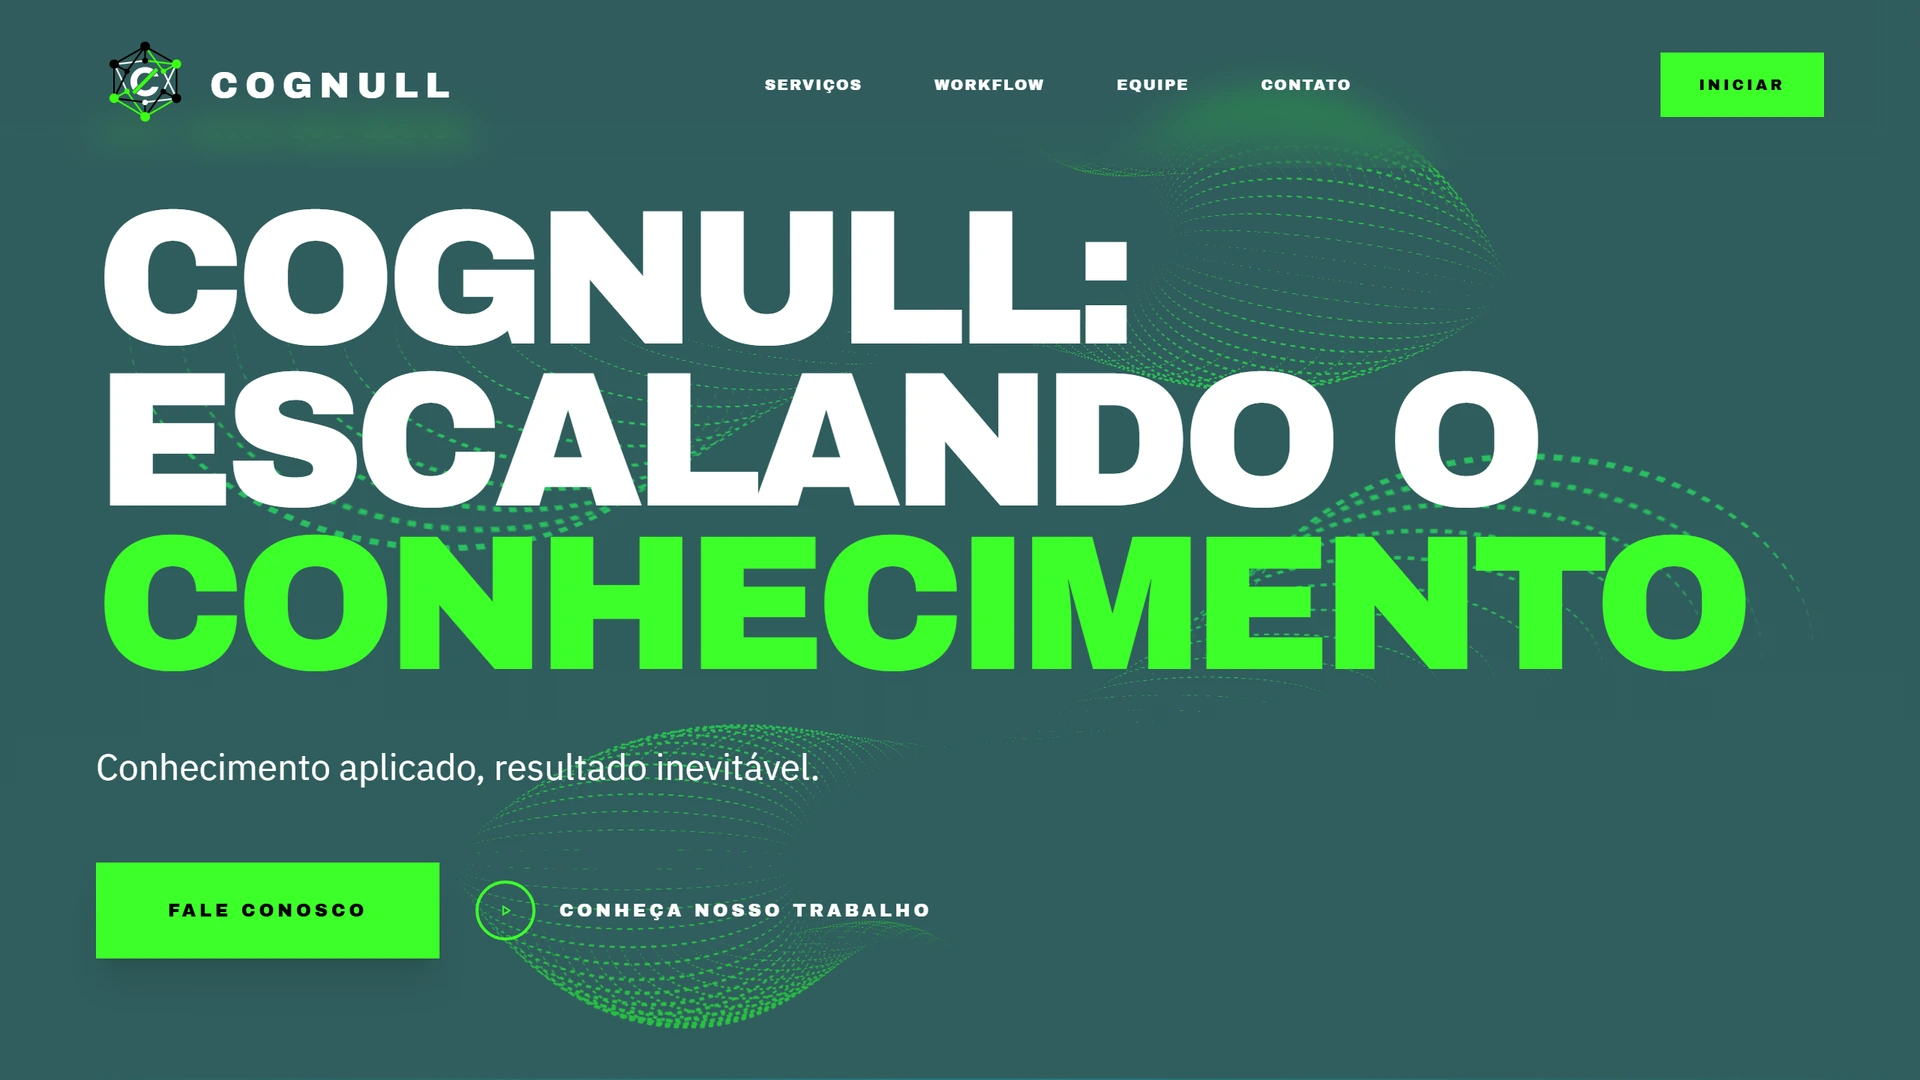 COGNULL
SERVIÇOS
WORKFLOW
EQUIPE
CONTATO
INICIAR
COGNULL:
ESCALANDO O
CONHECIMENTO
Conhecimento aplicado, resultado inevitável.
FALE CONOSCO
CONHEÇA NOSSO TRABALHO